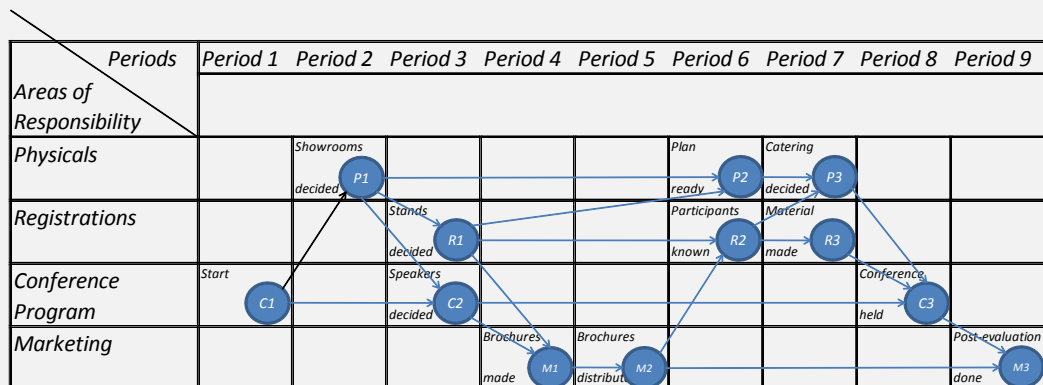 Periods Period 1 Period 2 Period 3 Period 4 Period 5 Period 6 Period 7 Period 8 Period 9
Areas of
Responsibility
Physicals
Showrooms
decided
P1
Plan
ready
P2
Catering
decided
P3
Registrations
Stands
decided
R1
Participants
known
R2
Material
made
R3
Conference
Program
Start
C1
Speakers
decided
C2
Conference
held
C3
Marketing
Brochures
made
M1
Brochures
distribut
M2
Post-evaluation
done
M3